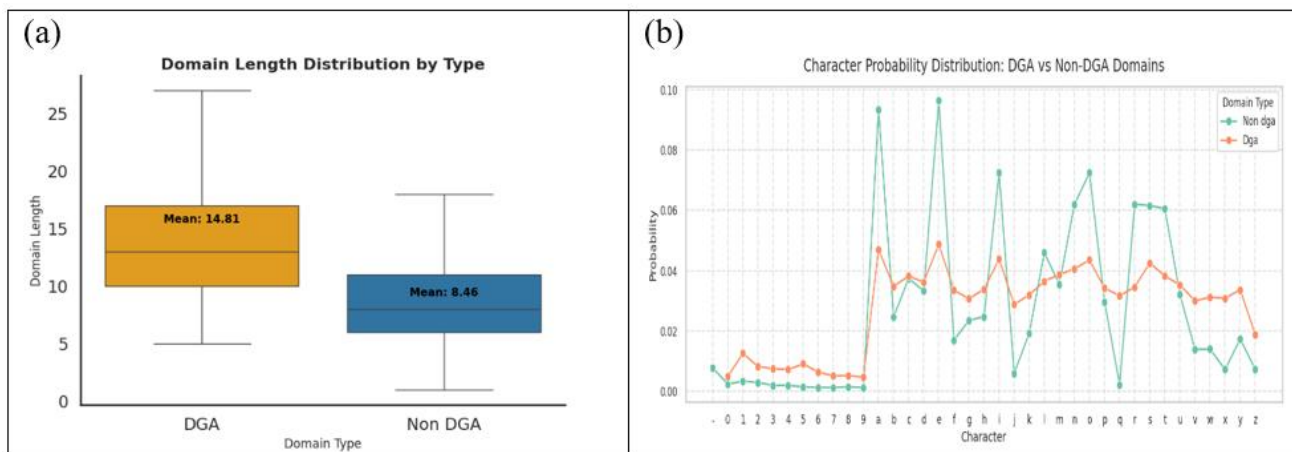 (a)
Domain Length Distribution by Type
Domain Length
25
20
15
10
5
0
Mean: 14.81
Mean: 8.46
DGA Non DGA
Domain Type
(b)
Character Probability Distribution: DGA vs Non-DGA Domains
Probability
0.10
0.08
0.06
0.04
0.02
0.00
Domain Type
Non dga
Dga
- 0 1 2 3 4 5 6 7 8 9 a b c d e f g h i j k l m n o p q r s t u v w x y z
Character